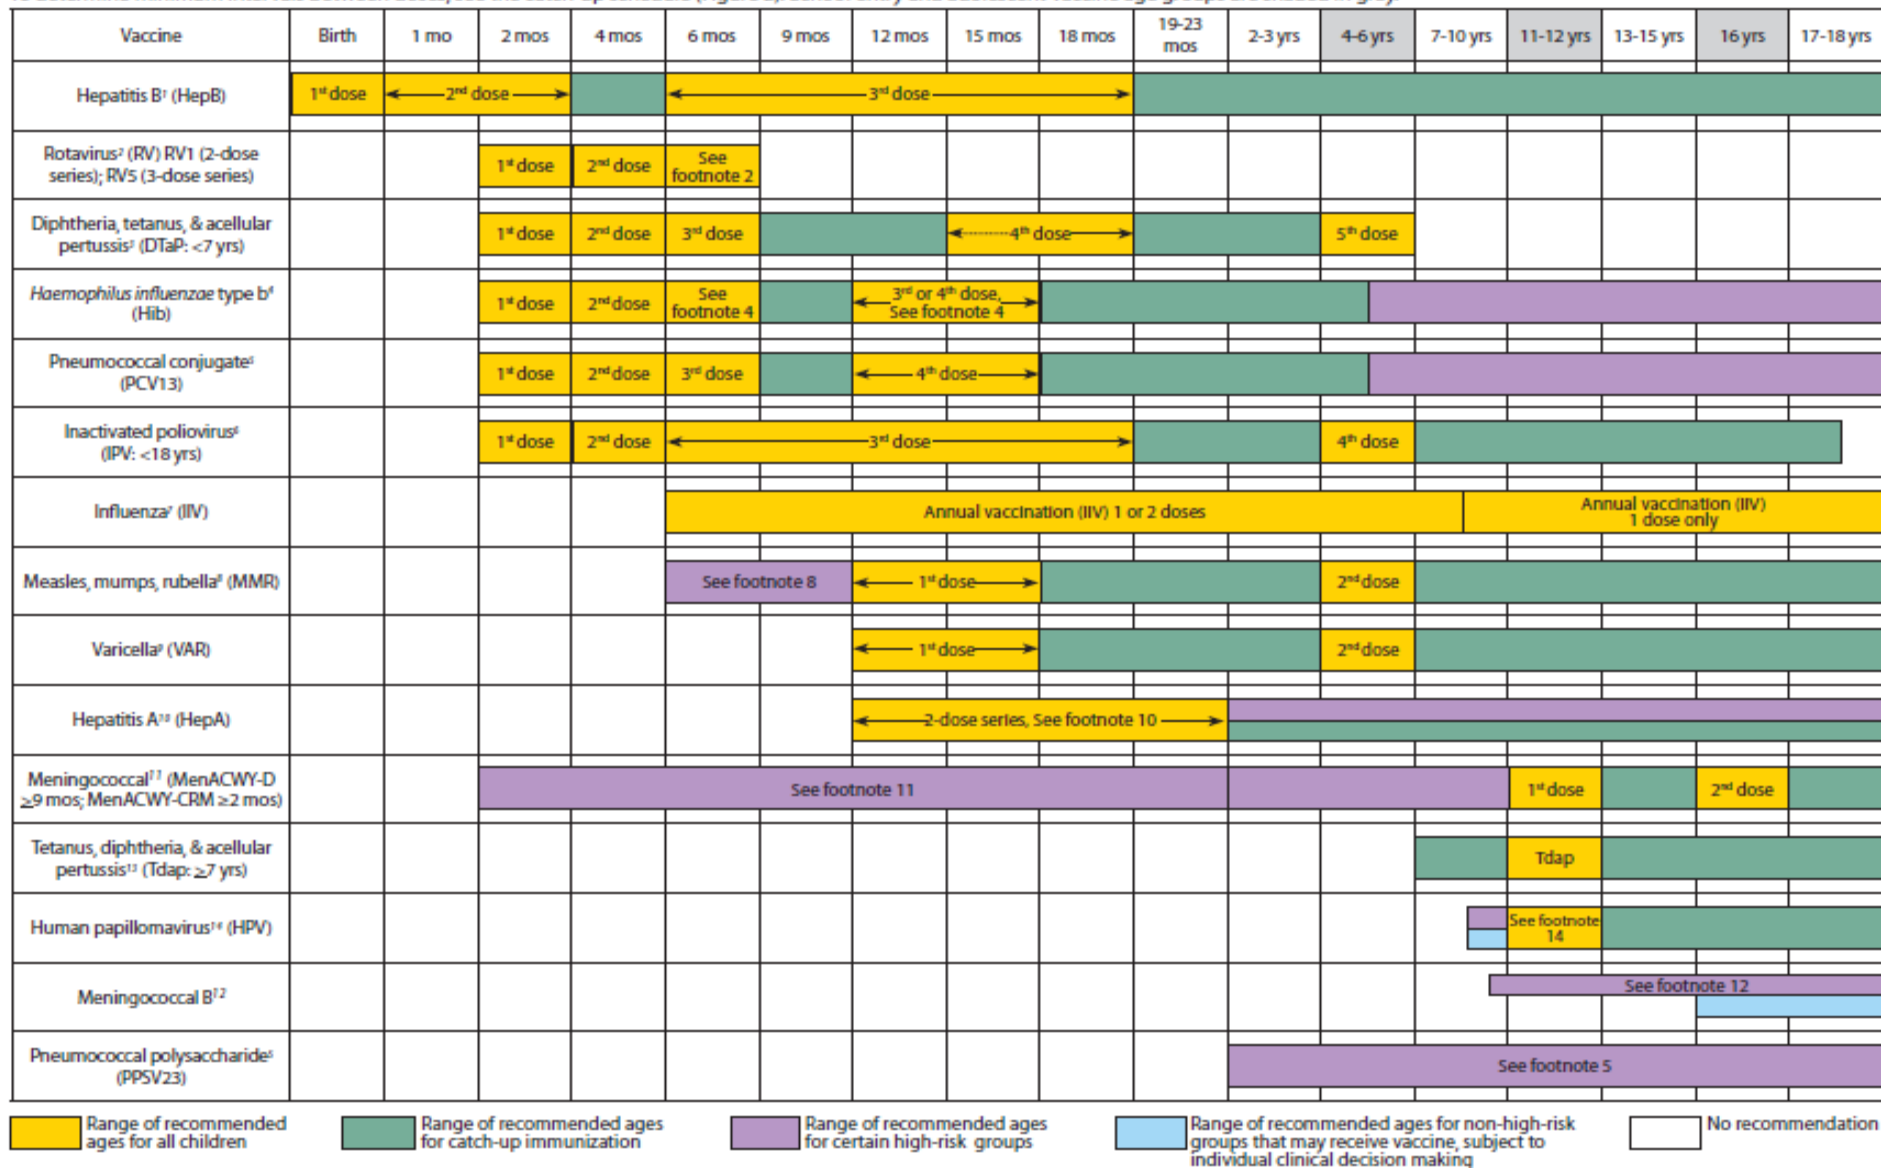 Vaccine Birth 1 mo 2 mos 4 mos 6 mos 9 mos 12 mos 15 mos 18 mos 19-23 mos 2-3 yrs 4-6 yrs 7-10 yrs 11-12 yrs 13-15 yrs 16 yrs 17-18 yrs
Hepatitis B¹ (HepB) 1st dose 2nd dose 3rd dose
Rotavirus² (RV) RV1 (2-dose
series); RV5 (3-dose series)
1st dose 2nd dose See
footnote 2
Diphtheria, tetanus, & acellular
pertussis³ (DTaP: <7 yrs)
1st dose 2nd dose 3rd dose 4th dose 5th dose
Haemophilus influenzae type b⁴
(Hib)
1st dose 2nd dose See
footnote 4
3rd or 4th dose,
See footnote 4
Pneumococcal conjugate⁵
(PCV13)
1st dose 2nd dose 3rd dose 4th dose
Inactivated poliovirus⁶
(IPV: <18 yrs)
1st dose 2nd dose 3rd dose 4th dose
Influenza⁷ (IIV) Annual vaccination (IIV) 1 or 2 doses
Annual vaccination (IIV)
1 dose only
Measles, mumps, rubella⁸ (MMR) See footnote 8 1st dose 2nd dose
Varicella⁹ (VAR) 1st dose 2nd dose
Hepatitis A¹⁰ (HepA) 2-dose series, See footnote 10
Meningococcal¹¹ (MenACWY-D
≥9 mos; MenACWY-CRM ≥2 mos)
See footnote 11 1st dose 2nd dose
Tetanus, diphtheria, & acellular
pertussis¹³ (Tdap: ≥7 yrs)
Tdap
Human papillomavirus¹⁴ (HPV) See footnote
14
Meningococcal B¹² See footnote 12
Pneumococcal polysaccharide⁵
(PPSV23)
See footnote 5
Range of recommended
ages for all children
Range of recommended ages
for catch-up immunization
Range of recommended ages
for certain high-risk groups
Range of recommended ages for non-high-risk
groups that may receive vaccine, subject to
individual clinical decision making
No recommendation